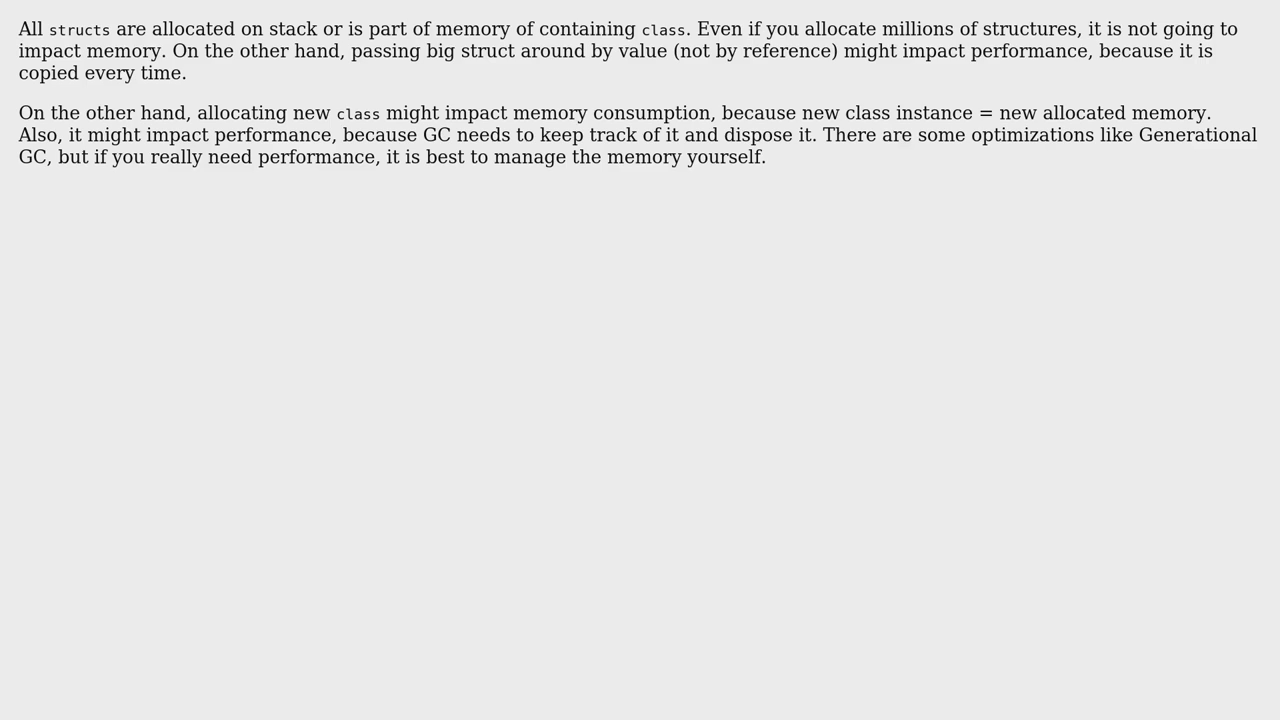 All structs are allocated on stack or is part of memory of containing class. Even if you allocate millions of structures, it is not going to
impact memory. On the other hand, passing big struct around by value (not by reference) might impact performance, because it is
copied every time.
On the other hand, allocating new class might impact memory consumption, because new class instance = new allocated memory.
Also, it might impact performance, because GC needs to keep track of it and dispose it. There are some optimizations like Generational
GC, but if you really need performance, it is best to manage the memory yourself.